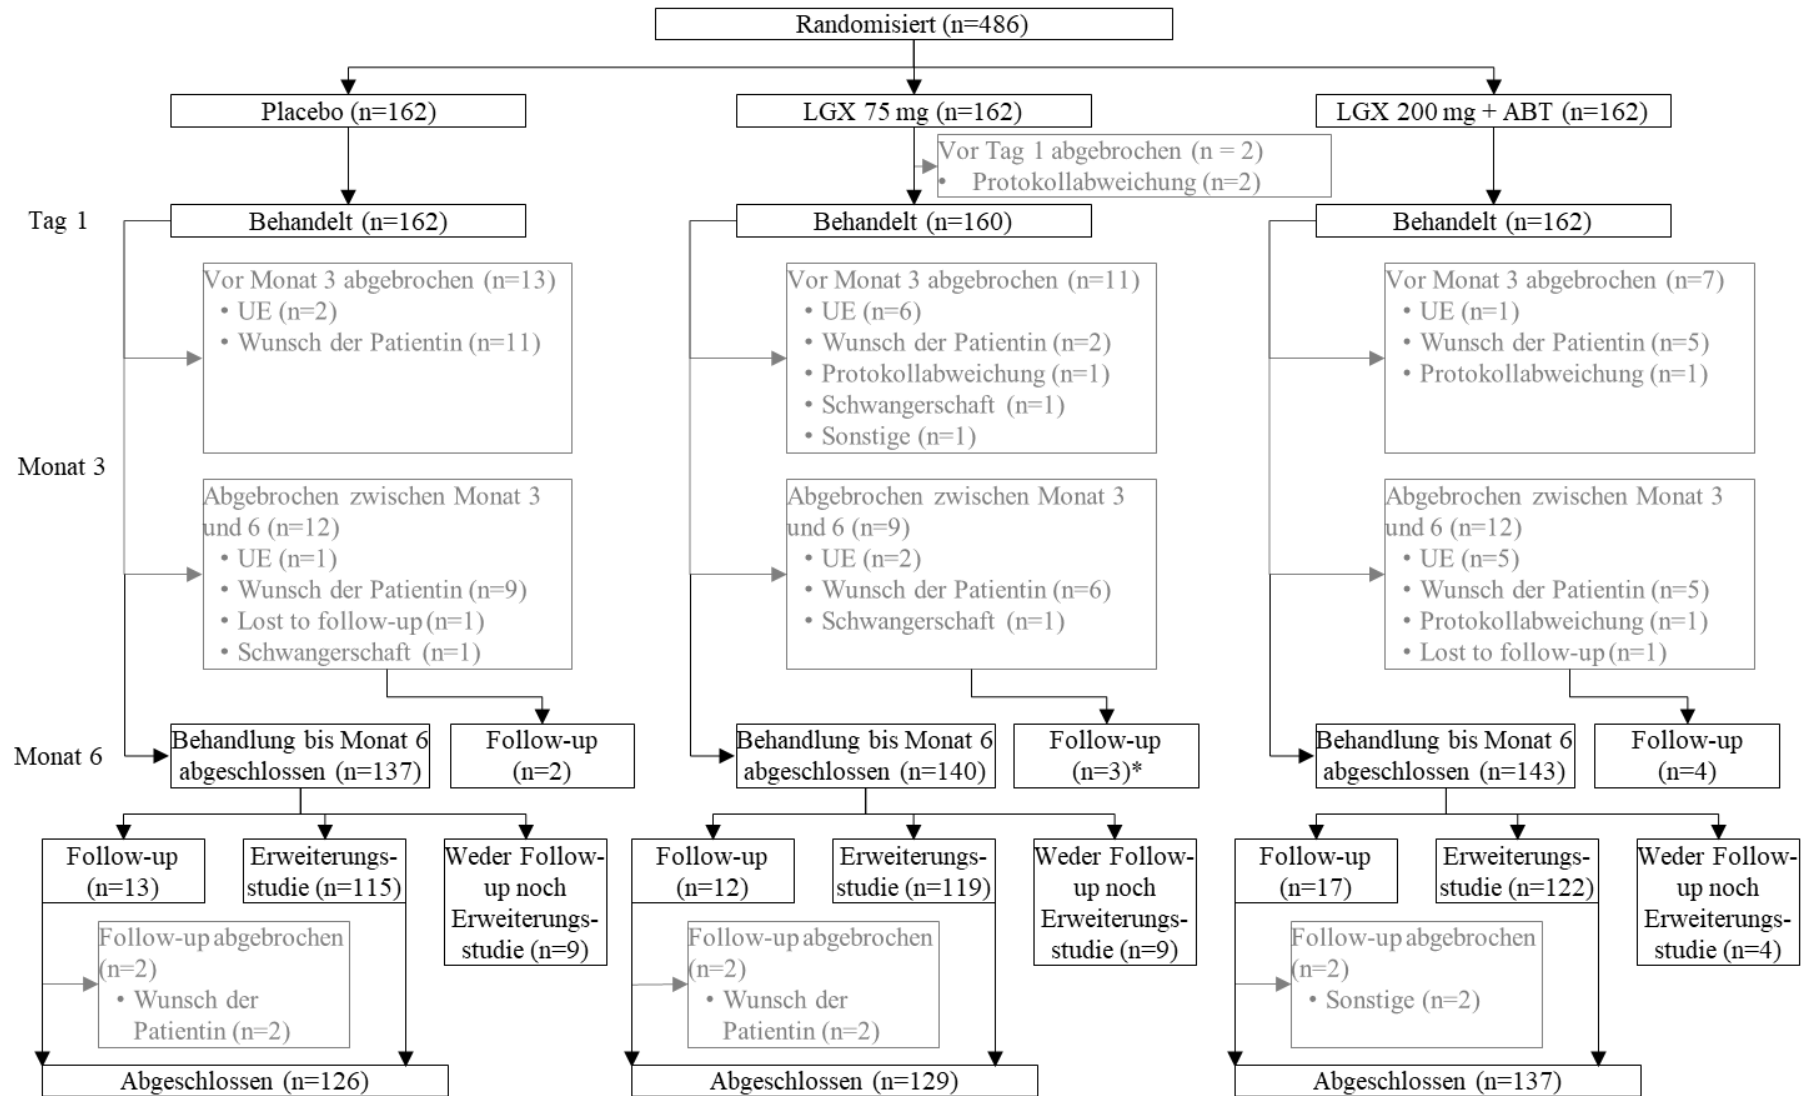 Randomisiert (n=486)
Placebo (n=162)
LGX 75 mg (n=162)
LGX 200 mg + ABT (n=162)
Vor Tag 1 abgebrochen (n = 2)
• Protokollabweichung (n=2)
Tag 1
Behandelt (n=162)
Behandelt (n=160)
Behandelt (n=162)
Vor Monat 3 abgebrochen (n=13)
• UE (n=2)
• Wunsch der Patientin (n=11)
Vor Monat 3 abgebrochen (n=11)
• UE (n=6)
• Wunsch der Patientin (n=2)
• Protokollabweichung (n=1)
• Schwangerschaft (n=1)
• Sonstige (n=1)
Vor Monat 3 abgebrochen (n=7)
• UE (n=1)
• Wunsch der Patientin (n=5)
• Protokollabweichung (n=1)
Monat 3
Abgebrochen zwischen Monat 3
und 6 (n=12)
• UE (n=1)
• Wunsch der Patientin (n=9)
• Lost to follow-up (n=1)
• Schwangerschaft (n=1)
Abgebrochen zwischen Monat 3
und 6 (n=9)
• UE (n=2)
• Wunsch der Patientin (n=6)
• Schwangerschaft (n=1)
Abgebrochen zwischen Monat 3
und 6 (n=12)
• UE (n=5)
• Wunsch der Patientin (n=5)
• Protokollabweichung (n=1)
• Lost to follow-up (n=1)
Monat 6
Behandlung bis Monat 6
abgeschlossen (n=137)
Follow-up
(n=2)
Behandlung bis Monat 6
abgeschlossen (n=140)
Follow-up
(n=3)*
Behandlung bis Monat 6
abgeschlossen (n=143)
Follow-up
(n=4)
Follow-up
(n=13)
Erweiterungs-
studie (n=115)
Weder Follow-
up noch
Erweiterungs-
studie (n=9)
Follow-up
(n=12)
Erweiterungs-
studie (n=119)
Weder Follow-
up noch
Erweiterungs-
studie (n=9)
Follow-up
(n=17)
Erweiterungs-
studie (n=122)
Weder Follow-
up noch
Erweiterungs-
studie (n=4)
Follow-up abgebrochen
(n=2)
• Wunsch der
Patientin (n=2)
Follow-up abgebrochen
(n=2)
• Wunsch der
Patientin (n=2)
Follow-up abgebrochen
(n=2)
• Sonstige (n=2)
Abgeschlossen (n=126)
Abgeschlossen (n=129)
Abgeschlossen (n=137)